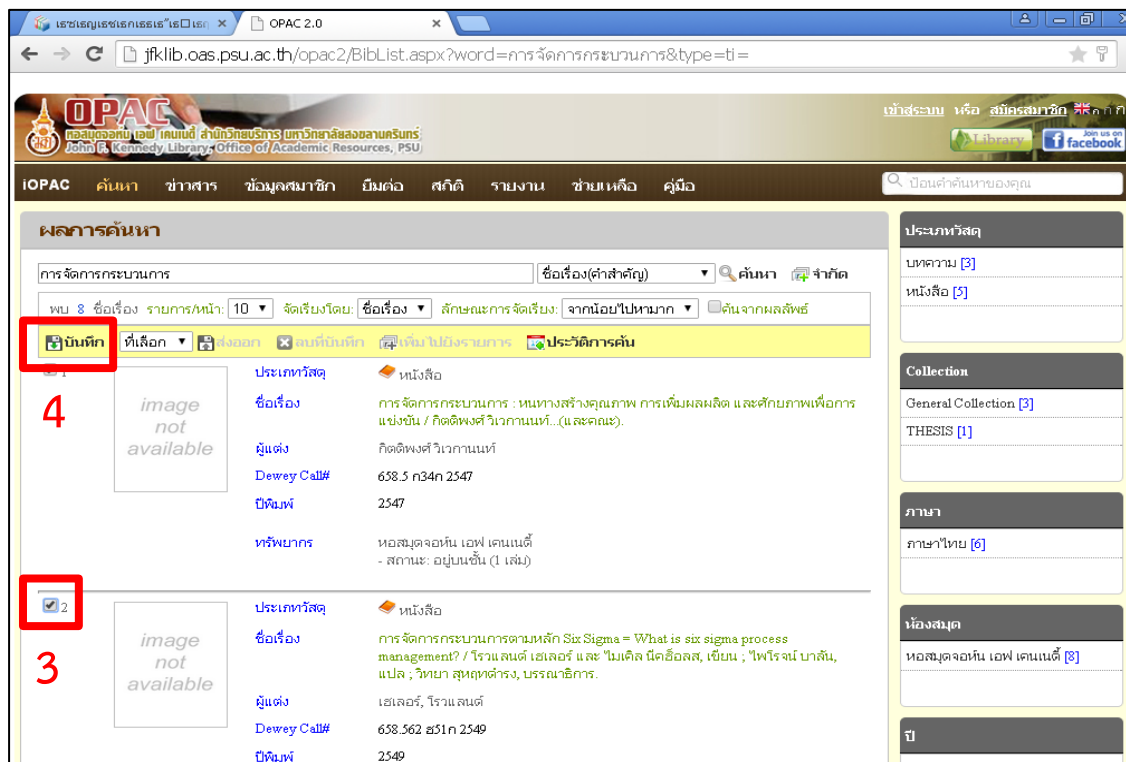 OPAC 2.0
jfklib.oas.psu.ac.th/opac2/BibList.aspx?word=การจัดการกระบวนการ&type=ti=
OPAC
หอสมุดจอห์น เอฟ เคนเนดี้ สำนักวิทยบริการ มหาวิทยาลัยสงขลานครินทร์
John F. Kennedy Library, Office of Academic Resources, PSU
เข้าสู่ระบบ หรือ สมัครสมาชิก
Library
Join us on
facebook
iOPAC ค้นหา ข่าวสาร ข้อมูลสมาชิก ยืมต่อ สถิติ รายงาน ช่วยเหลือ คู่มือ
ป้อนคำค้นหาของคุณ
ผลการค้นหา
การจัดการกระบวนการ ชื่อเรื่อง(คำสำคัญ) ค้นหา จำกัด
พบ 8 ชื่อเรื่อง รายการ/หน้า: 10 จัดเรียงโดย: ชื่อเรื่อง ลักษณะการจัดเรียง: จากน้อยไปหามาก ค้นจากผลลัพธ์
บันทึก ที่เลือก ส่งออก ลบที่บันทึก เพิ่มไปยังรายการ ประวัติการค้น
4
1
image
not
available
ประเภทวัสดุ หนังสือ
ชื่อเรื่อง การจัดการกระบวนการ : หนทางสร้างคุณภาพ การเพิ่มผลผลิต และศักยภาพเพื่อการ
แข่งขัน / กิตติพงศ์ วิเวกานนท์...(และคณะ).
ผู้แต่ง กิตติพงศ์ วิเวกานนท์
Dewey Call# 658.5 ก34ก 2547
ปีพิมพ์ 2547
ทรัพยากร หอสมุดจอห์น เอฟ เคนเนดี้
- สถานะ: อยู่บนชั้น (1 เล่ม)
2
3
image
not
available
ประเภทวัสดุ หนังสือ
ชื่อเรื่อง การจัดการกระบวนการตามหลัก Six Sigma = What is six sigma process
management? / โรวแลนด์ เฮเลอร์ และ ไมเคิล นีคฮ็อลส, เขียน ; ไพโรจน์ บาลัน,
แปล ; วิทยา สุหฤทดำรง, บรรณาธิการ.
ผู้แต่ง เฮเลอร์, โรวแลนด์
Dewey Call# 658.562 ฮ51ก 2549
ปีพิมพ์ 2549
ประเภทวัสดุ
บทความ [3]
หนังสือ [5]
Collection
General Collection [3]
THESIS [1]
ภาษา
ภาษาไทย [6]
ห้องสมุด
หอสมุดจอห์น เอฟ เคนเนดี้ [8]
ปี